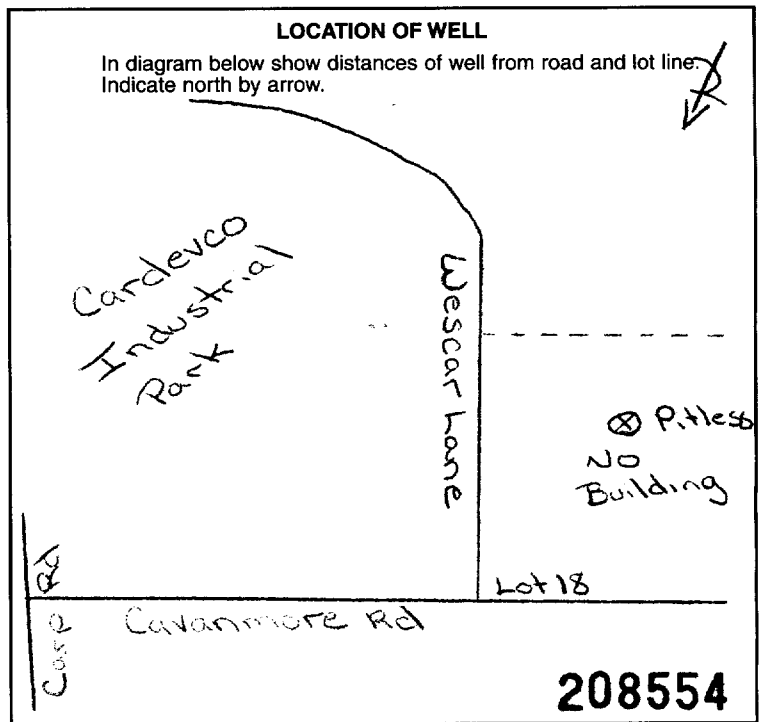 LOCATION OF WELL
In diagram below show distances of well from road and lot line.
Indicate north by arrow.
Cardevco
Industrial
Park
Wescar Lane
Pitless
No
Building
Lot 18
Carp Rd
Cavanmore Rd
208554